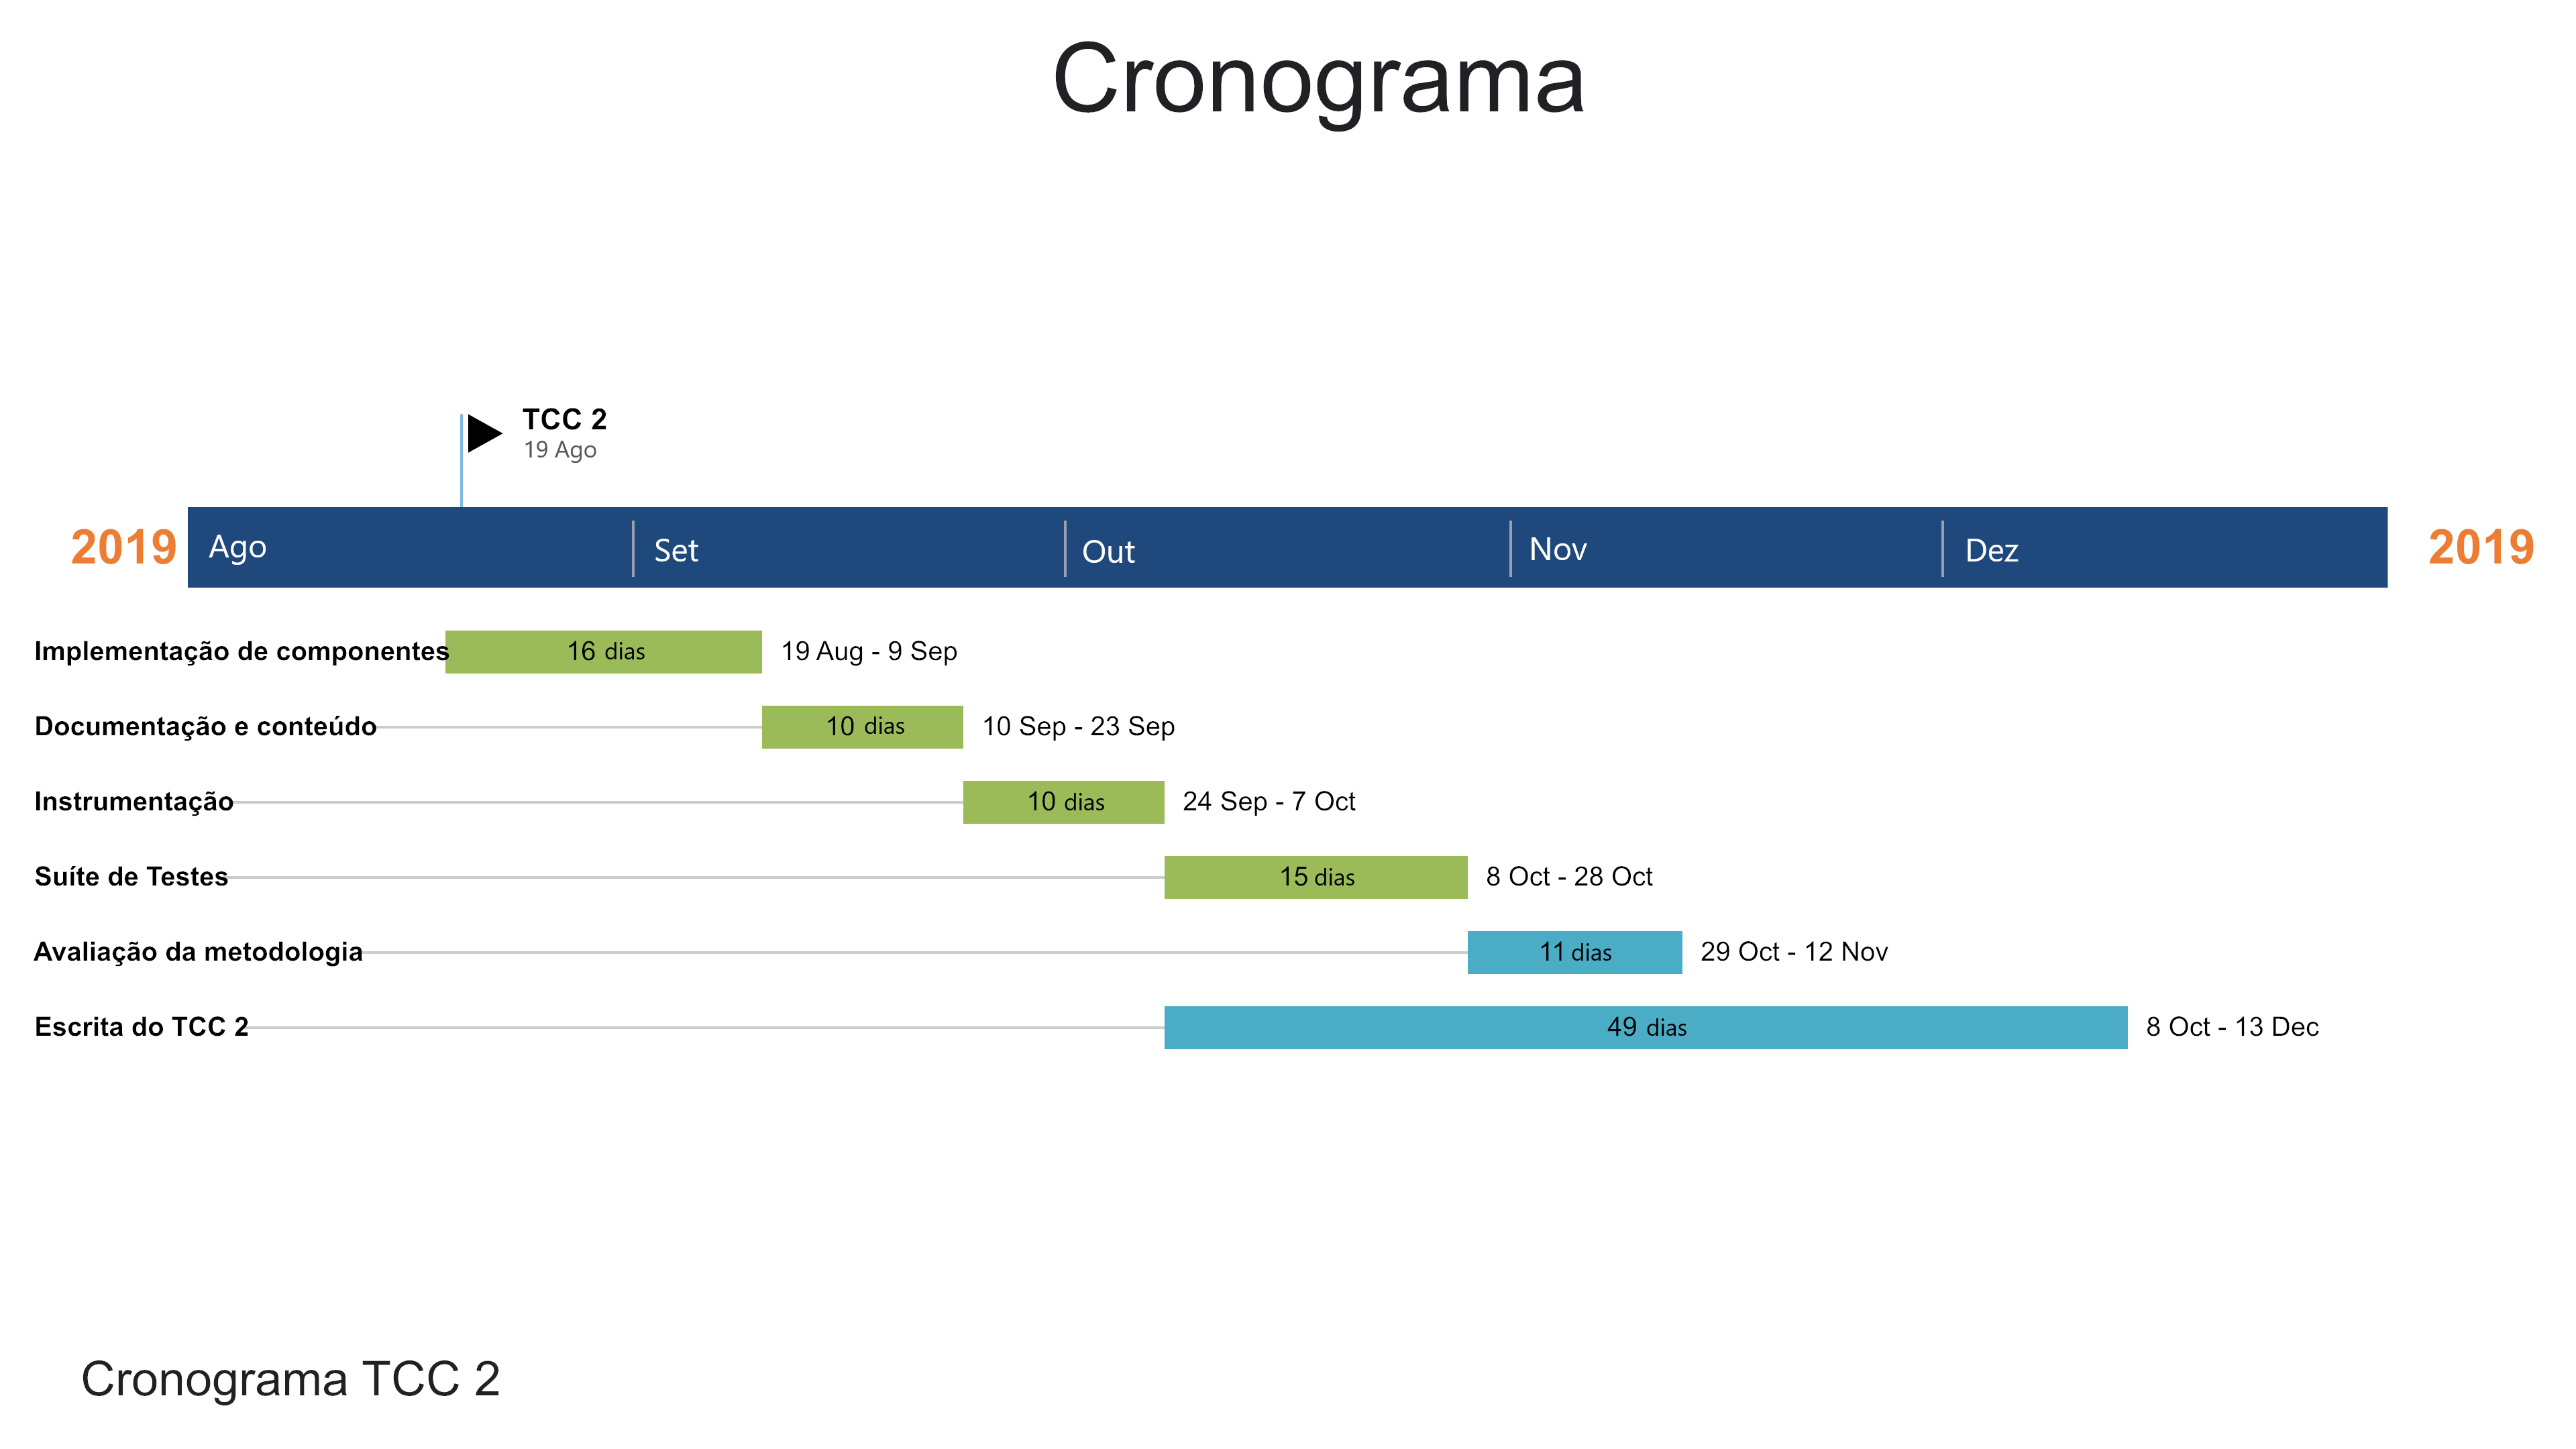 Cronograma
TCC 2
19 Ago
2019 Ago Set Out Nov Dez 2019
Implementação de componentes 16 dias 19 Aug - 9 Sep
Documentação e conteúdo 10 dias 10 Sep - 23 Sep
Instrumentação 10 dias 24 Sep - 7 Oct
Suíte de Testes 15 dias 8 Oct - 28 Oct
Avaliação da metodologia 11 dias 29 Oct - 12 Nov
Escrita do TCC 2 49 dias 8 Oct - 13 Dec
Cronograma TCC 2